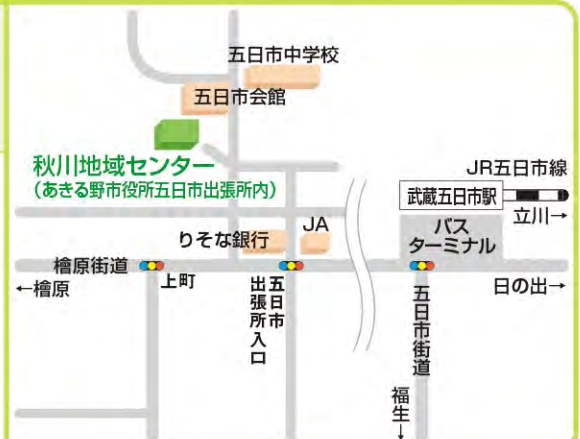 五日市中学校
五日市会館
秋川地域センター
（あきる野市役所五日市出張所内）
JR五日市線
武蔵五日市駅
立川→
バス
ターミナル
りそな銀行
JA
檜原街道
←檜原
上町
五日市
出張所入口
五日市街道
日の出→
福生→